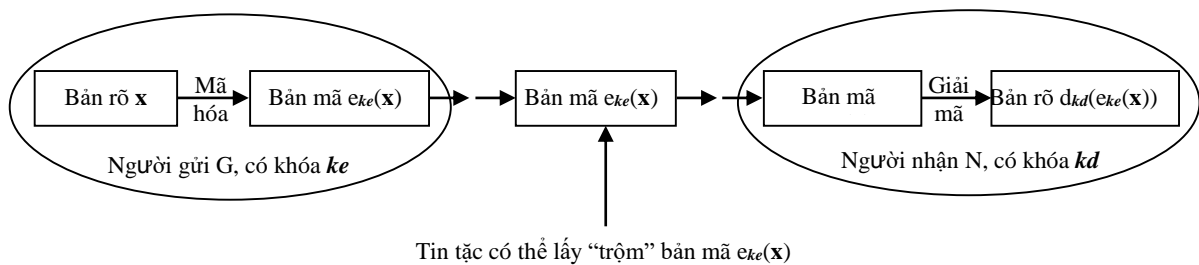 Bản rõ x
Mã
hóa
Bản mã eke(x)
Bản mã eke(x)
Bản mã
Giải
mã
Bản rõ dkd(eke(x))
Người gửi G, có khóa ke
Người nhận N, có khóa kd
Tin tặc có thể lấy “trộm” bản mã eke(x)